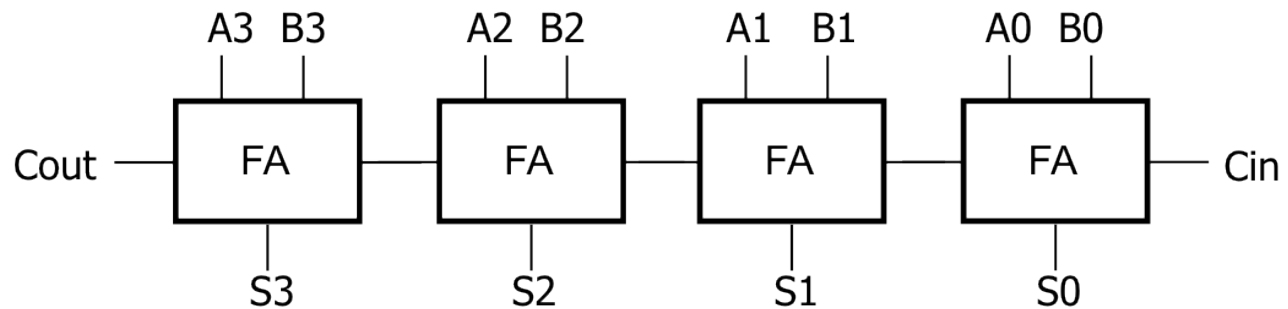 A3 B3 A2 B2 A1 B1 A0 B0
Cout FA FA FA FA Cin
S3 S2 S1 S0